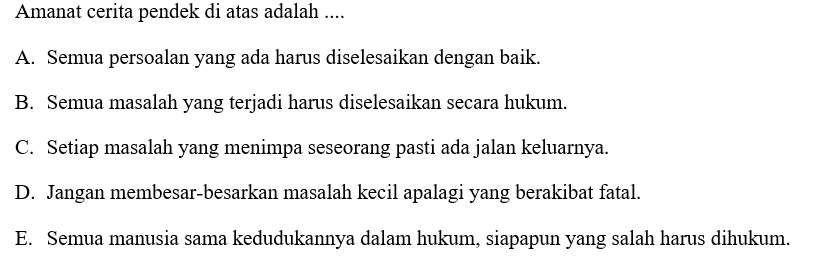 Amanat cerita pendek di atas adalah ....
A. Semua persoalan yang ada harus diselesaikan dengan baik.
B. Semua masalah yang terjadi harus diselesaikan secara hukum.
C. Setiap masalah yang menimpa seseorang pasti ada jalan keluarnya.
D. Jangan membesar-besarkan masalah kecil apalagi yang berakibat fatal.
E. Semua manusia sama kedudukannya dalam hukum, siapapun yang salah harus dihukum.